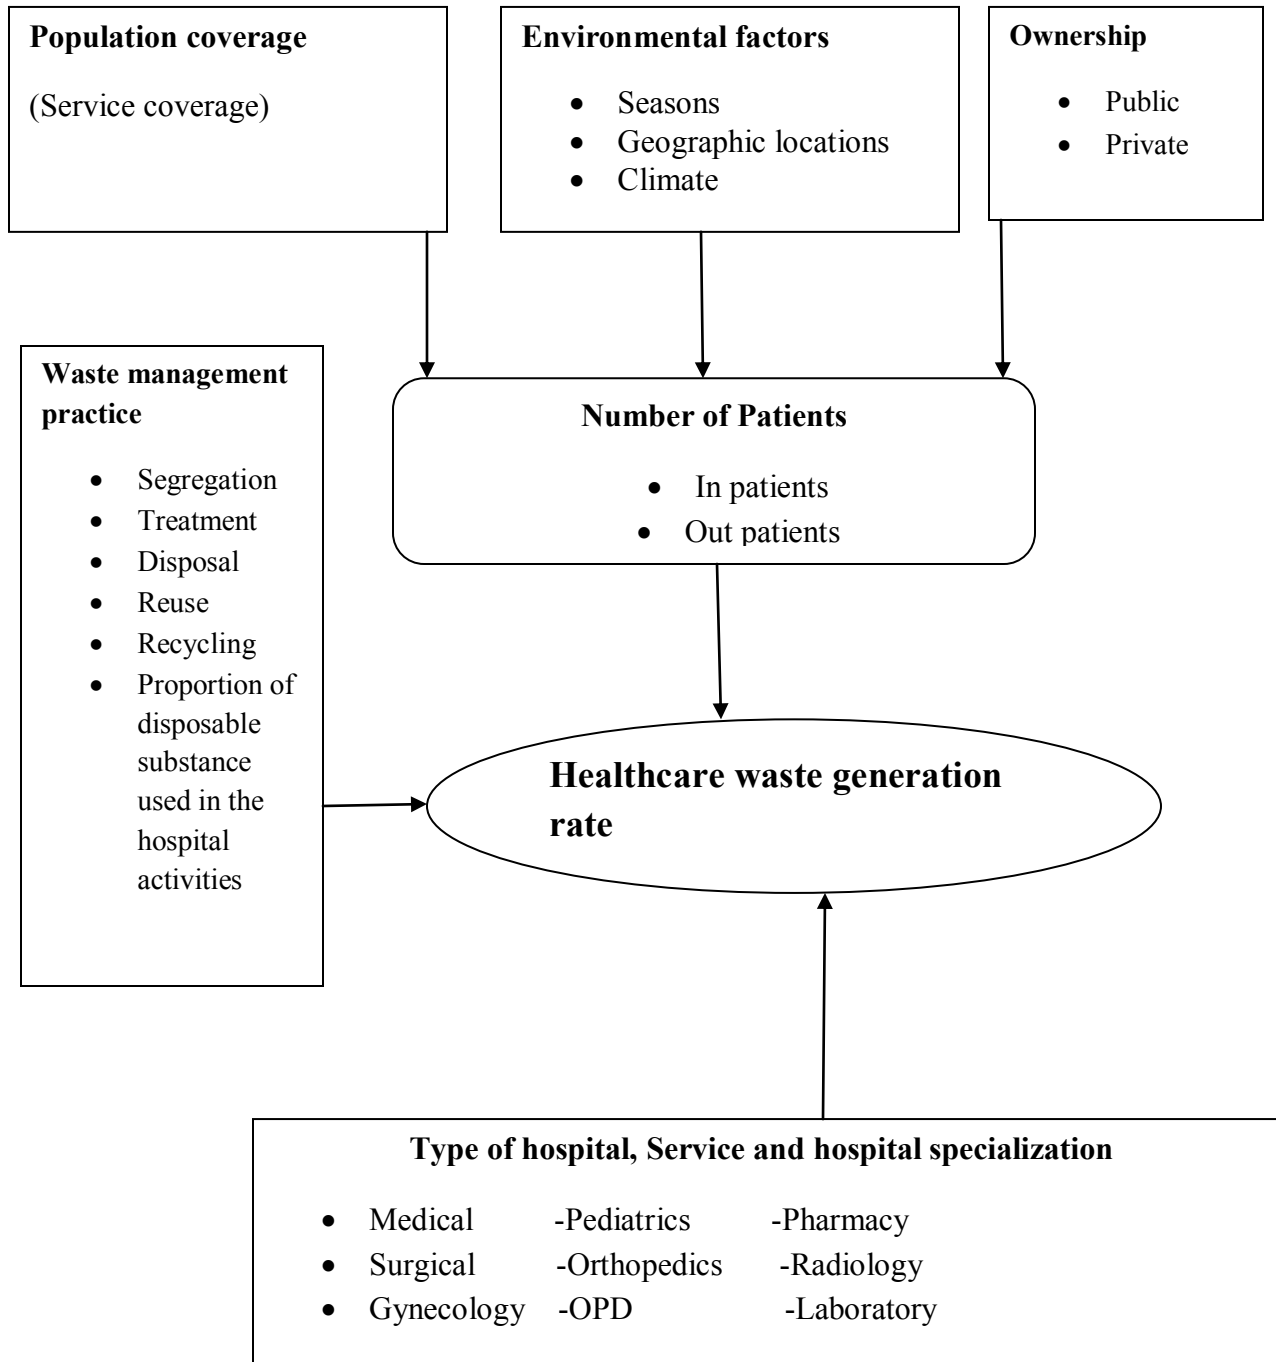 Population coverage
(Service coverage)
Environmental factors
• Seasons
• Geographic locations
• Climate
Ownership
• Public
• Private
Waste management
practice
• Segregation
• Treatment
• Disposal
• Reuse
• Recycling
• Proportion of
disposable
substance
used in the
hospital
activities
Number of Patients
• In patients
• Out patients
Healthcare waste generation
rate
Type of hospital, Service and hospital specialization
• Medical -Pediatrics -Pharmacy
• Surgical -Orthopedics -Radiology
• Gynecology -OPD -Laboratory